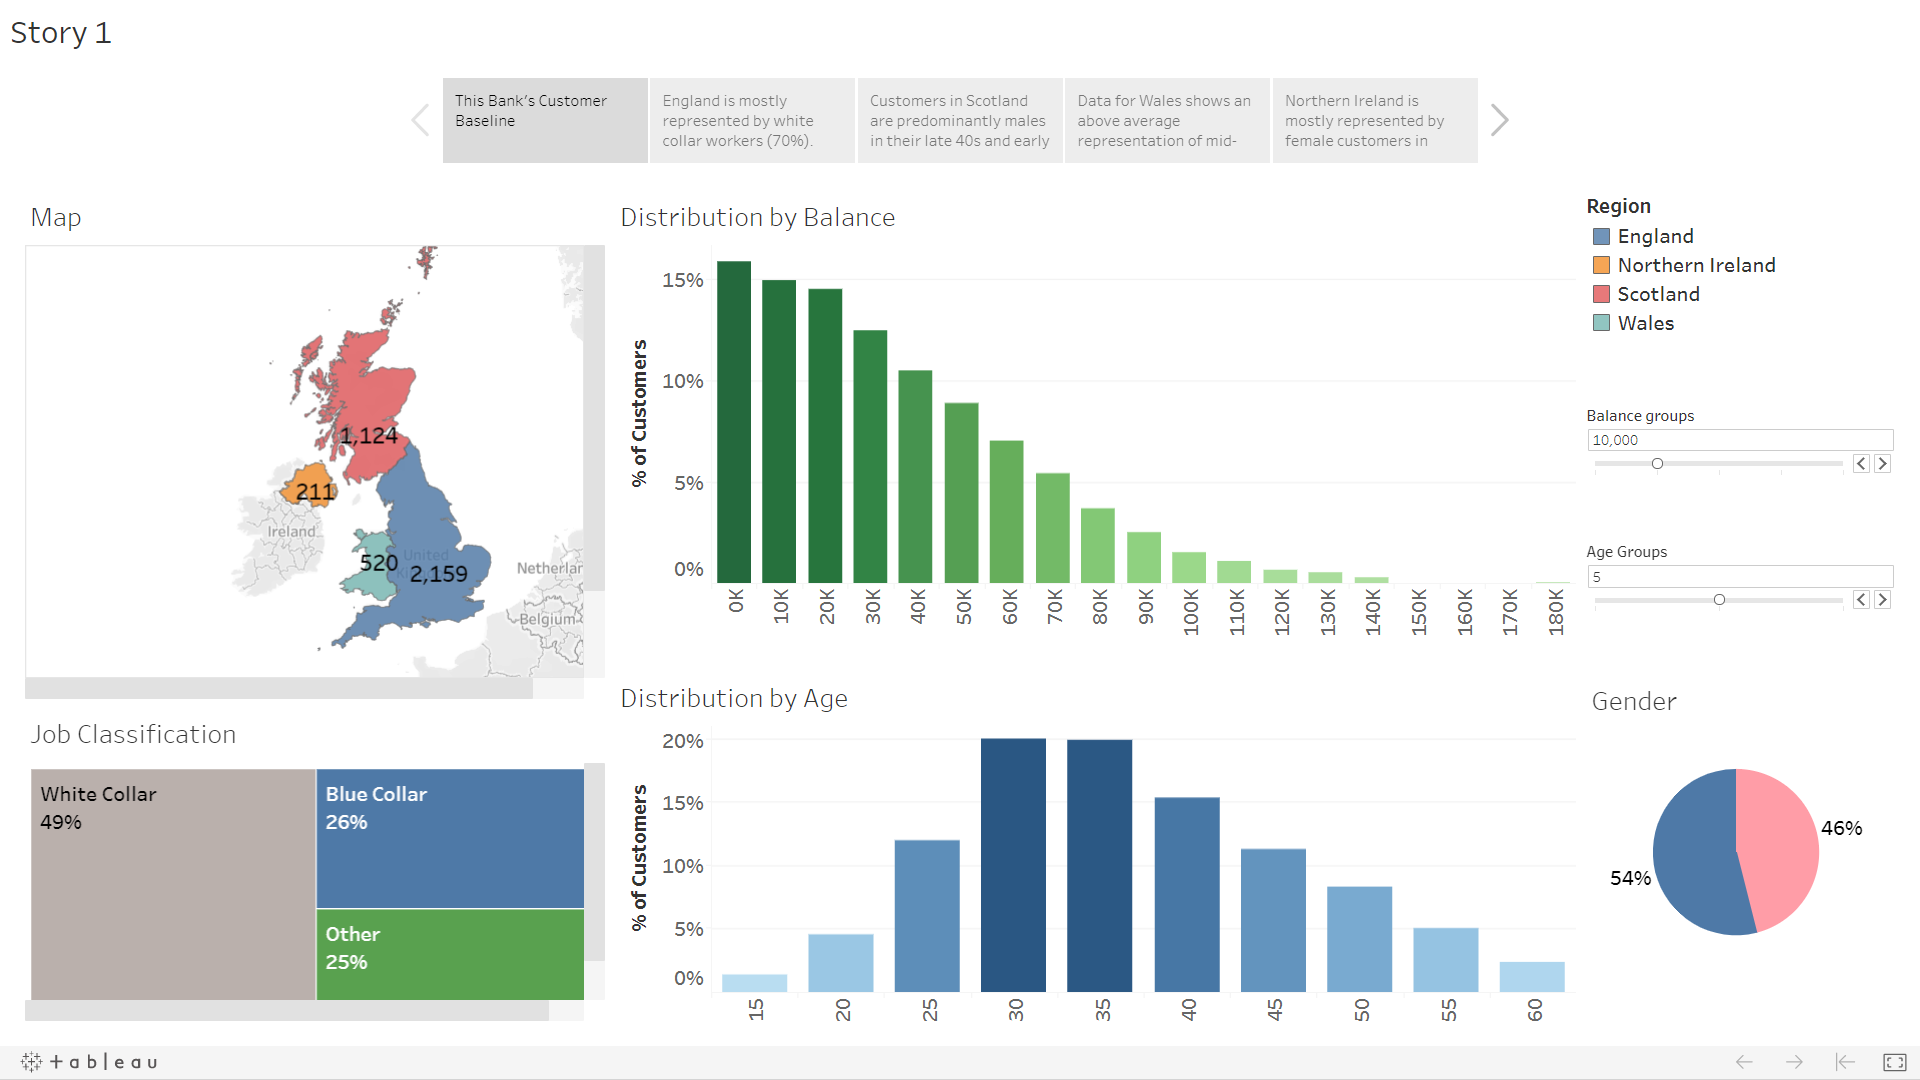 Story 1
This Bank's Customer
Baseline
England is mostly
represented by white
collar workers (70%).
Customers in Scotland
are predominantly males
in their late 40s and early
Data for Wales shows an
above average
representation of mid-
Northern Ireland is
mostly represented by
female customers in
Map
1,124
211
Ireland
520
United
2,159
Netherlan
Belgium
Distribution by Balance
% of Customers
15%
10%
5%
0%
0K
10K
20K
30K
40K
50K
60K
70K
80K
90K
100K
110K
120K
130K
140K
150K
160K
170K
180K
Region
England
Northern Ireland
Scotland
Wales
Balance groups
10,000
Age Groups
5
Job Classification
White Collar
49%
Blue Collar
26%
Other
25%
Distribution by Age
% of Customers
20%
15%
10%
5%
0%
15
20
25
30
35
40
45
50
55
60
Gender
46%
54%
+ a b l e a u